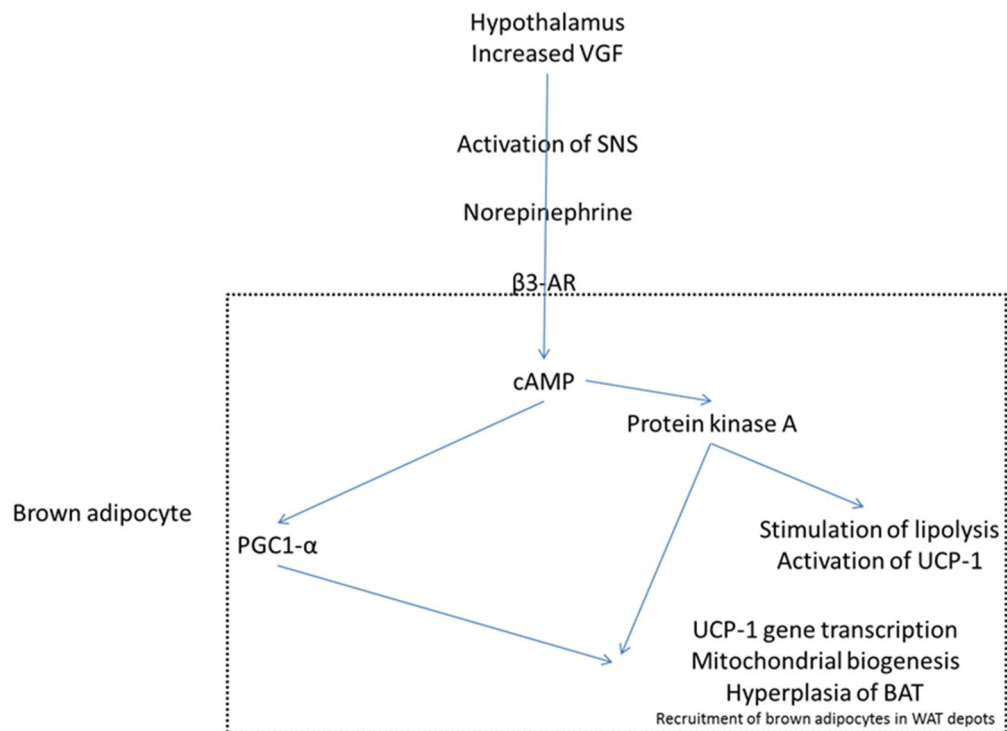 Hypothalamus
Increased VGF
Activation of SNS
Norepinephrine
β3-AR
cAMP
Protein kinase A
Brown adipocyte
Stimulation of lipolysis
PGC1-α
Activation of UCP-1
UCP-1 gene transcription
Mitochondrial biogenesis
Hyperplasia of BAT
Recruitment of brown adipocytes in WAT depots